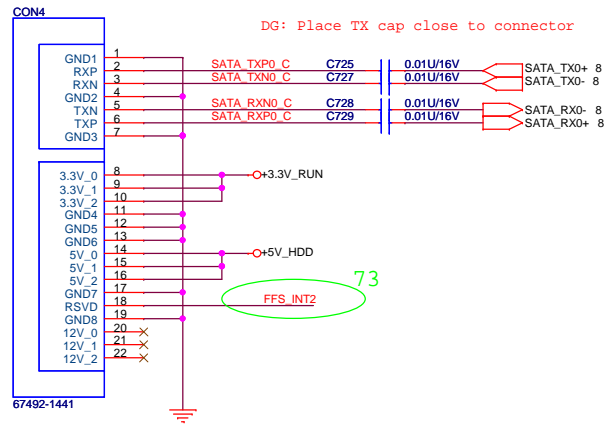 CON4
DG: Place TX cap close to connector
GND1 1
RXP 2 SATA_TXP0_C C725 0.01U/16V SATA_TX0+ 8
RXN 3 SATA_TXN0_C C727 0.01U/16V SATA_TX0- 8
GND2 4
TXN 5 SATA_RXN0_C C728 0.01U/16V SATA_RX0- 8
TXP 6 SATA_RXP0_C C729 0.01U/16V SATA_RX0+ 8
GND3 7
3.3V_0 8 +3.3V_RUN
3.3V_1 9
3.3V_2 10
GND4 11
GND5 12
GND6 13
5V_0 14 +5V_HDD
5V_1 15
5V_2 16
73
GND7 17
RSVD 18 FFS_INT2
GND8 19
12V_0 20
12V_1 21
12V_2 22
67492-1441